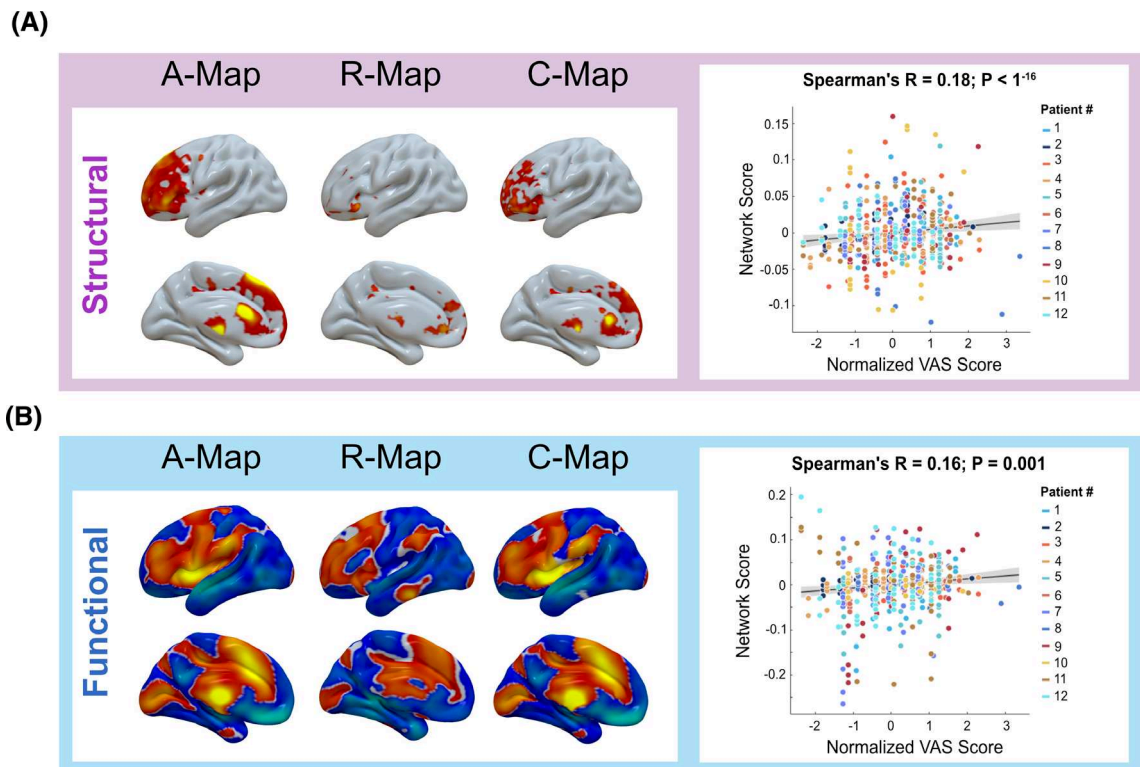 (A)
A-Map
R-Map
C-Map
Structural
Spearman's R = 0.18; P < 1-16
Network Score
0.15
0.1
0.05
0
-0.05
-0.1
-2
-1
0
1
2
3
Normalized VAS Score
Patient #
1
2
3
4
5
6
7
8
9
10
11
12
(B)
A-Map
R-Map
C-Map
Functional
Spearman's R = 0.16; P = 0.001
Network Score
0.2
0.1
0
-0.1
-0.2
-2
-1
0
1
2
3
Normalized VAS Score
Patient #
1
2
3
4
5
6
7
8
9
10
11
12